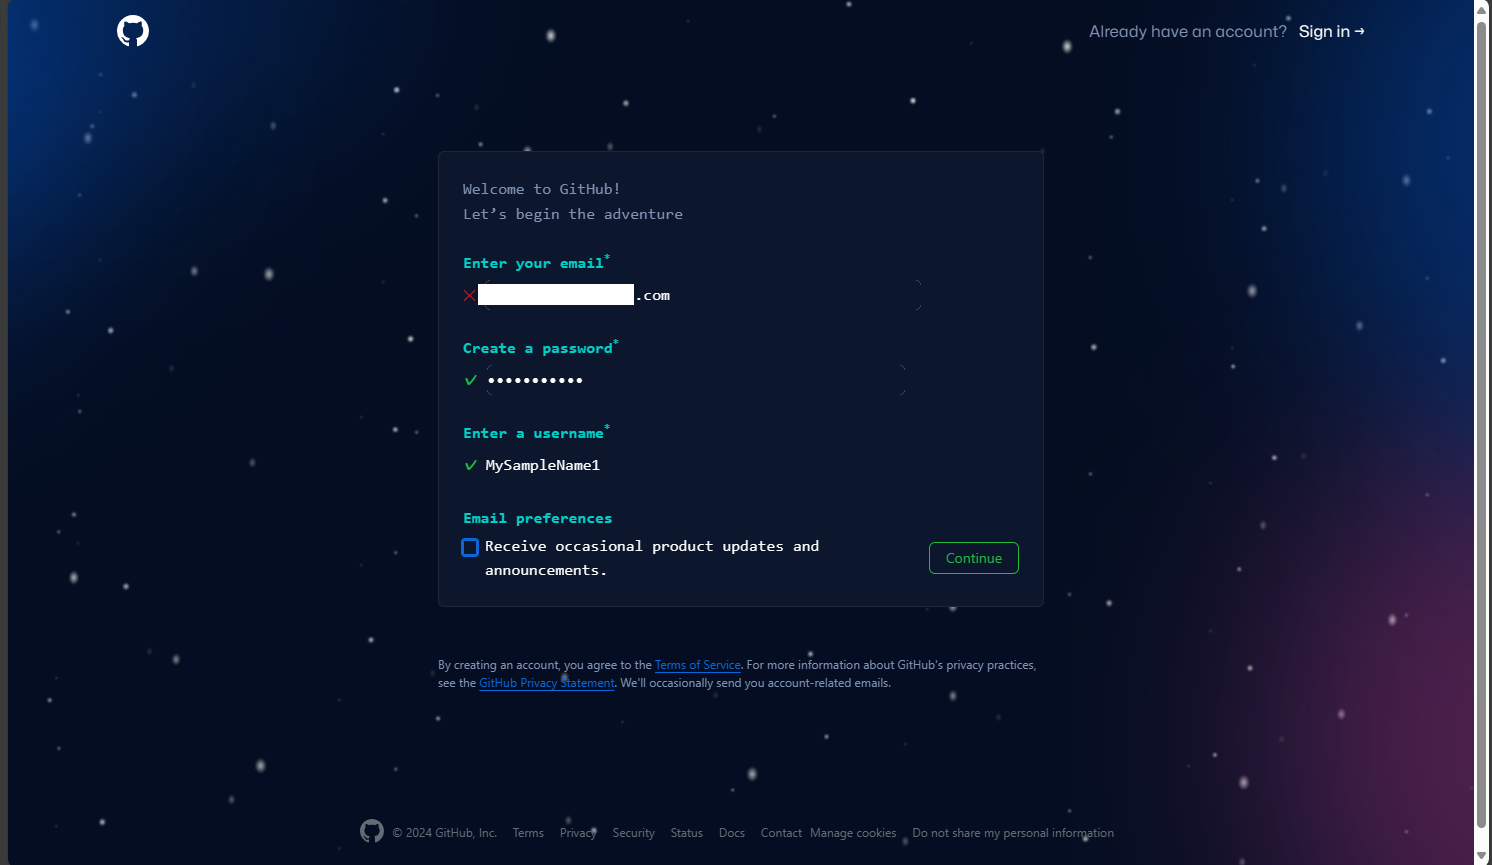 Already have an account? Sign in →
Welcome to GitHub!
Let’s begin the adventure
Enter your email*
.com
Create a password*
•••••••••••
Enter a username*
MySampleName1
Email preferences
Receive occasional product updates and
announcements.
Continue
By creating an account, you agree to the Terms of Service. For more information about GitHub's privacy practices,
see the GitHub Privacy Statement. We'll occasionally send you account-related emails.
© 2024 GitHub, Inc. Terms Privacy Security Status Docs Contact Manage cookies Do not share my personal information